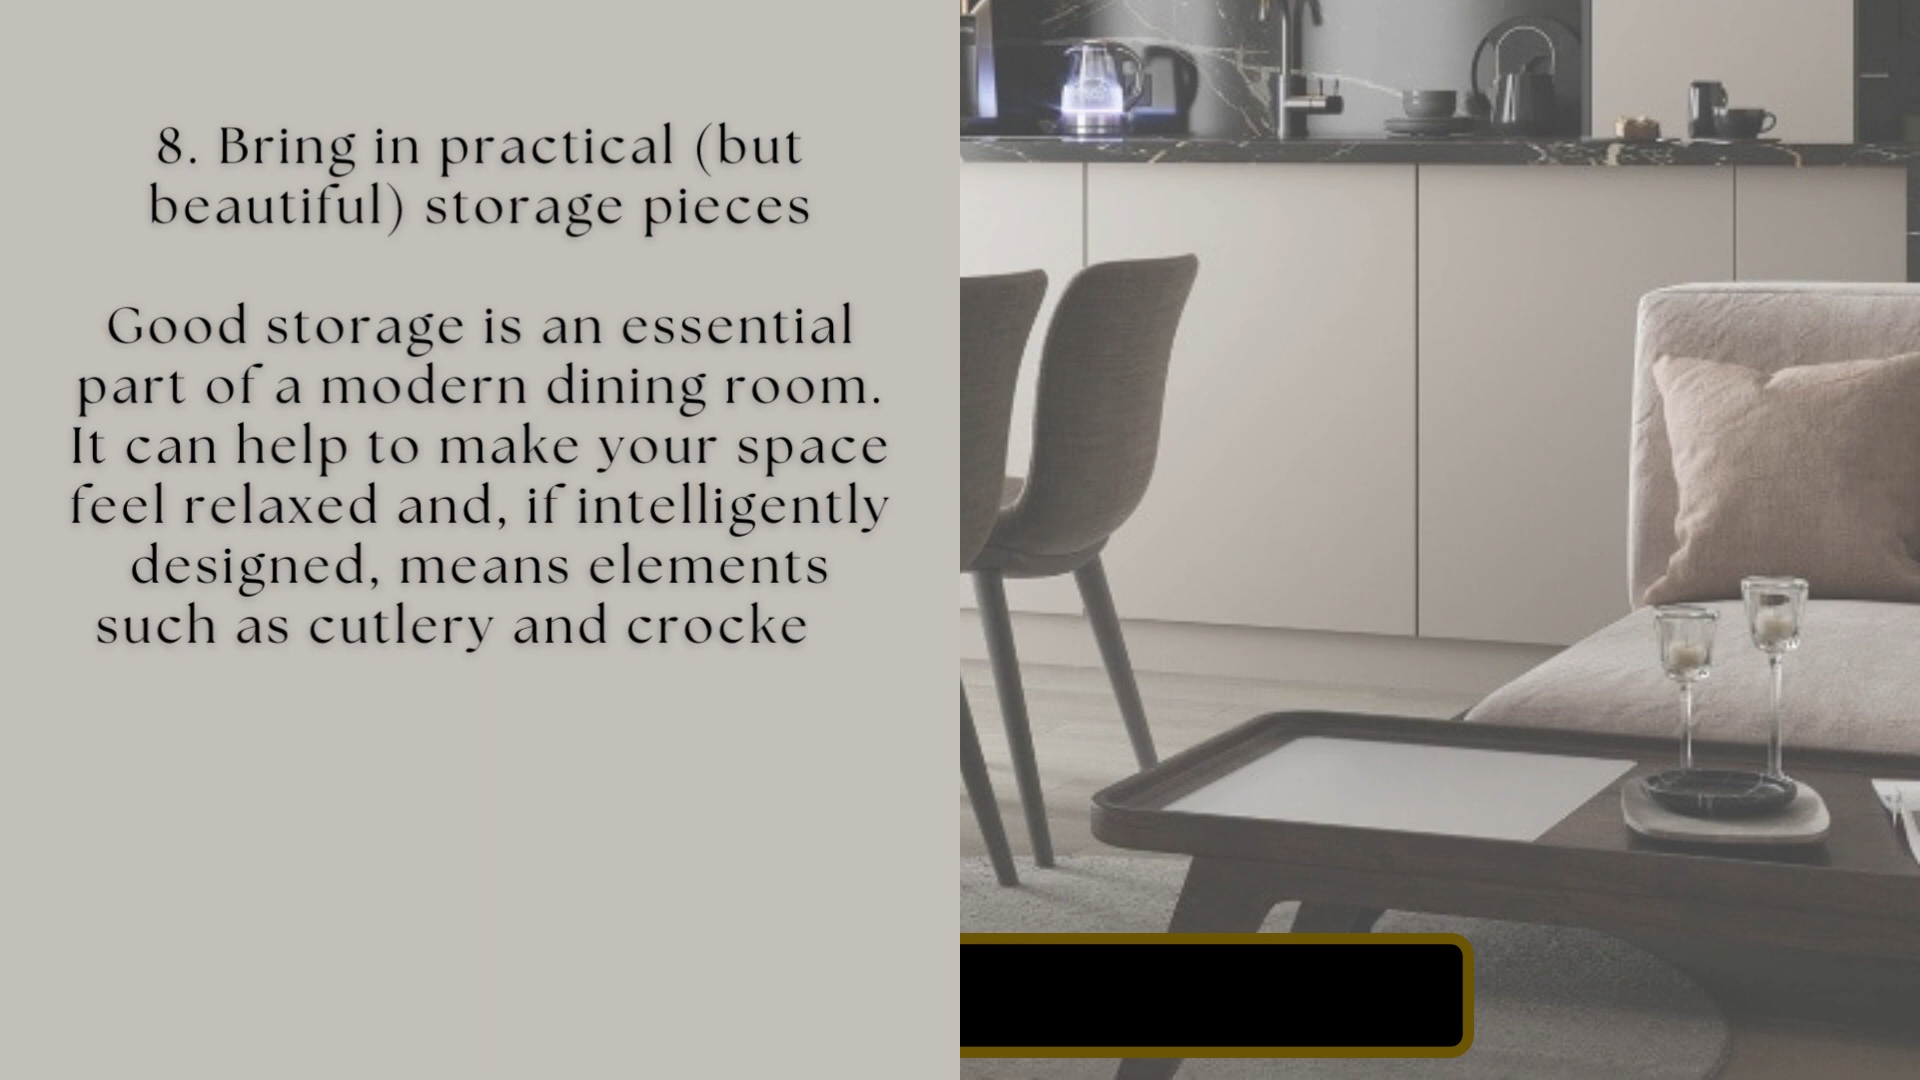 8. Bring in practical (but
beautiful) storage pieces
Good storage is an essential
part of a modern dining room.
It can help to make your space
feel relaxed and, if intelligently
designed, means elements
such as cutlery and crocke